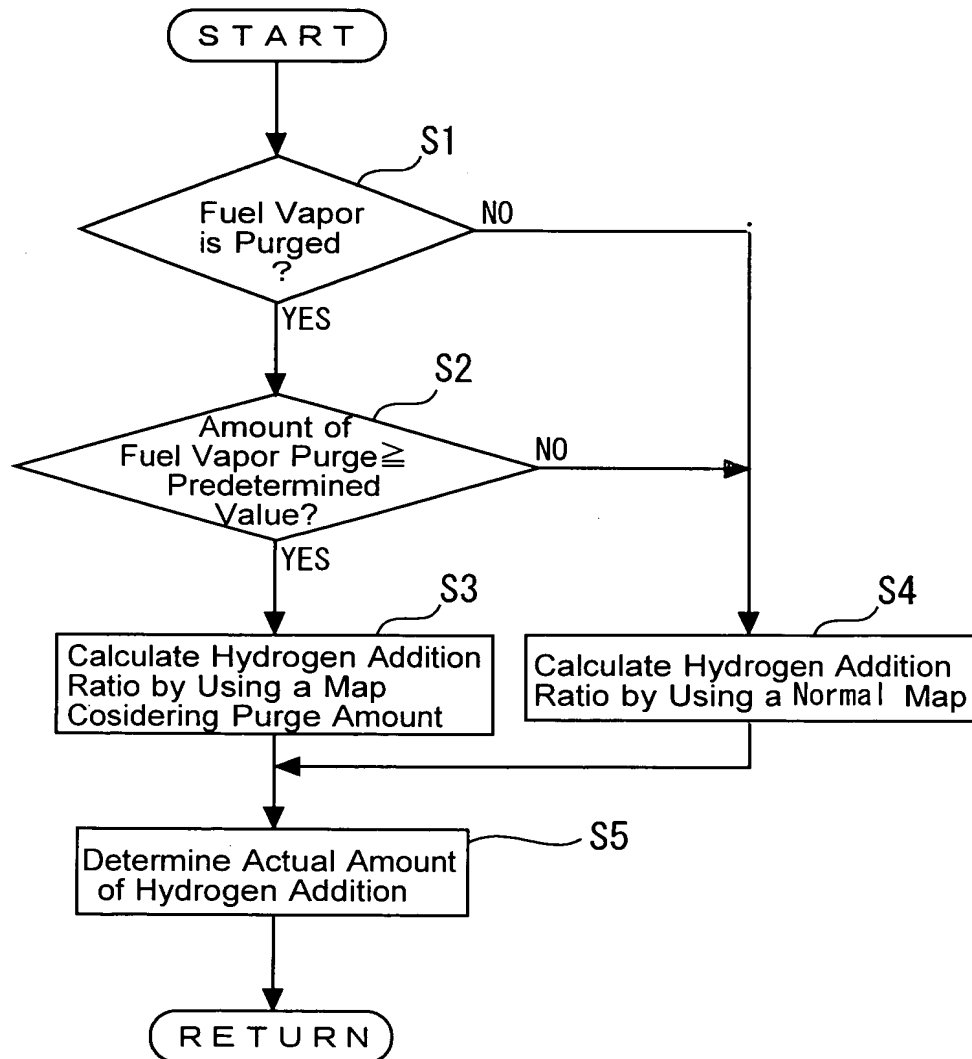 START
S1
Fuel Vapor
is Purged
?
NO
YES
S2
Amount of
Fuel Vapor Purge≧
Predetermined
Value?
NO
YES
S3
Calculate Hydrogen Addition
Ratio by Using a Map
Cosidering Purge Amount
S4
Calculate Hydrogen Addition
Ratio by Using a Normal Map
S5
Determine Actual Amount
of Hydrogen Addition
RETURN